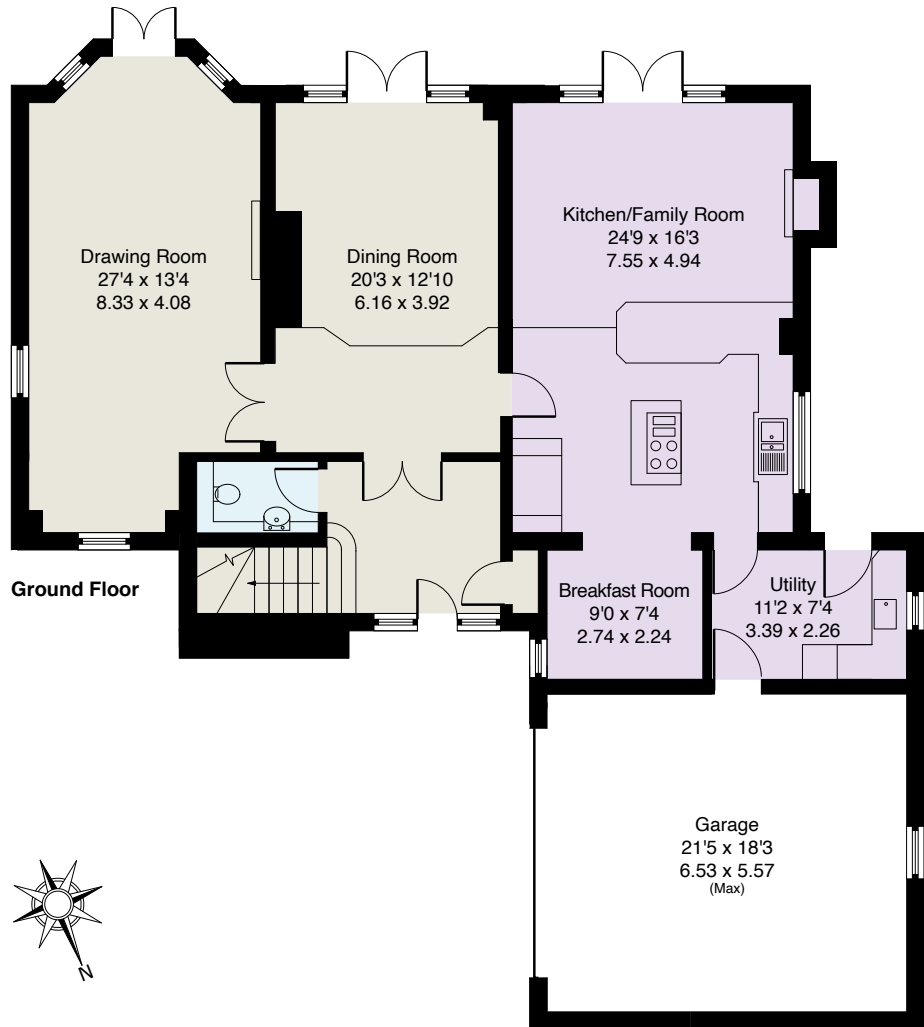 Drawing Room
27'4 x 13'4
8.33 x 4.08
Dining Room
20'3 x 12'10
6.16 x 3.92
Kitchen/Family Room
24'9 x 16'3
7.55 x 4.94
Ground Floor
Breakfast Room
9'0 x 7'4
2.74 x 2.24
Utility
11'2 x 7'4
3.39 x 2.26
Garage
21'5 x 18'3
6.53 x 5.57
(Max)
N